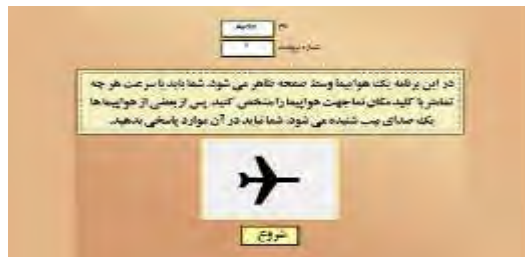 نام
شماره پرونده
در این برنامه یک هواپیما وسط صفحه ظاهر می شود. شما باید با سرعت هر چه
تمامتر با کلید مکان نما جهت هواپیما را مشخص کنید. پس از بعضی از هواپیماها
یک صدای بیب شنیده می شود. شما نباید در آن موارد پاسخی بدهید.
شروع